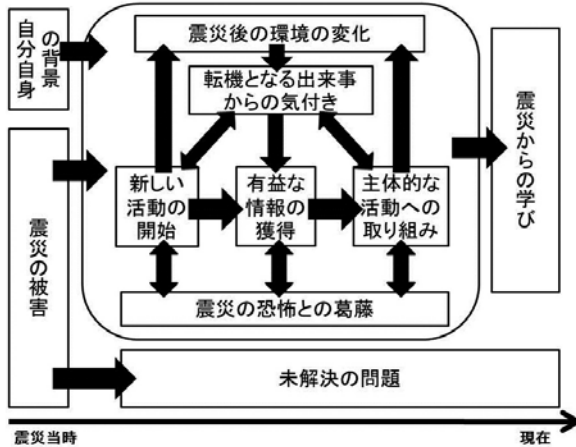 自分自身
の背景
震災後の環境の変化
転機となる出来事
からの気付き
新しい
活動の
開始
有益な
情報の
獲得
主体的な
活動への
取り組み
震災の恐怖との葛藤
震災の被害
未解決の問題
震災からの学び
震災当時
現在